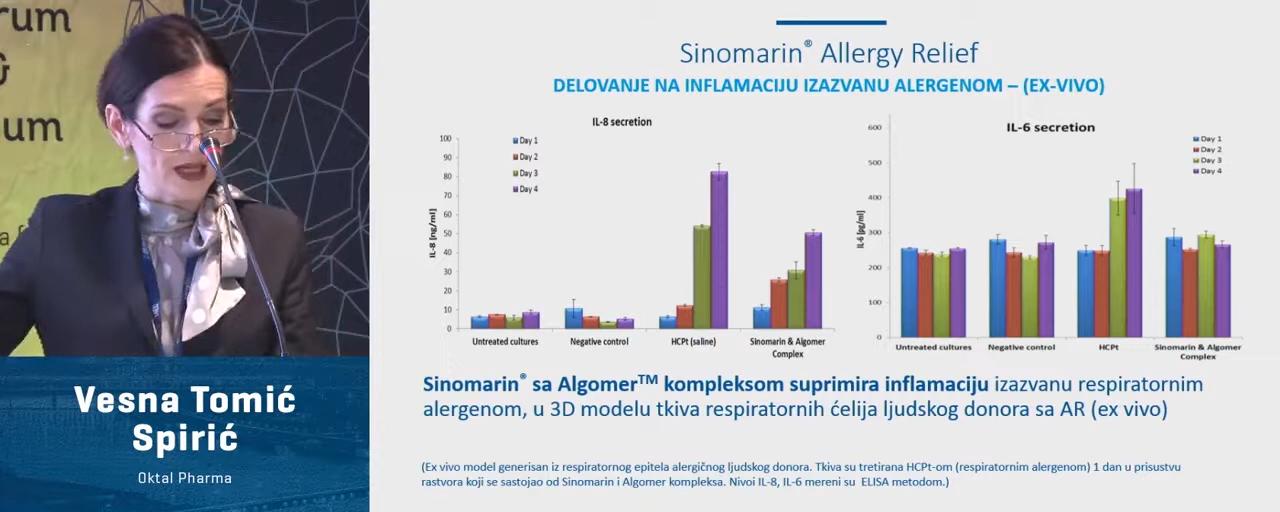 rum
&
um
a f
Vesna Tomić
Spirić
Oktal Pharma
Sinomarin® Allergy Relief
DELOVANJE NA INFLAMACIJU IZAZVANU ALERGENOM – (EX-VIVO)
IL-8 secretion
100
90
80
70
60
50
40
30
20
10
0
IL-8 [ng/ml]
Day 1
Day 2
Day 3
Day 4
Untreated cultures
Negative control
HCPt (saline)
Sinomarin & Algomer
Complex
IL-6 secretion
600
500
400
300
200
100
0
IL-6 [pg/ml]
Day 1
Day 2
Day 3
Day 4
Untreated cultures
Negative control
HCPt
Sinomarin & Algomer
Complex
Sinomarin® sa Algomer™ kompleksom suprimira inflamaciju izazvanu respiratornim
alergenom, u 3D modelu tkiva respiratornih ćelija ljudskog donora sa AR (ex vivo)
(Ex vivo model generisan iz respiratornog epitela alergičnog ljudskog donora. Tkiva su tretirana HCPt-om (respiratornim alergenom) 1 dan u prisustvu
rastvora koji se sastojao od Sinomarin i Algomer kompleksa. Nivoi IL-8, IL-6 mereni su ELISA metodom.)